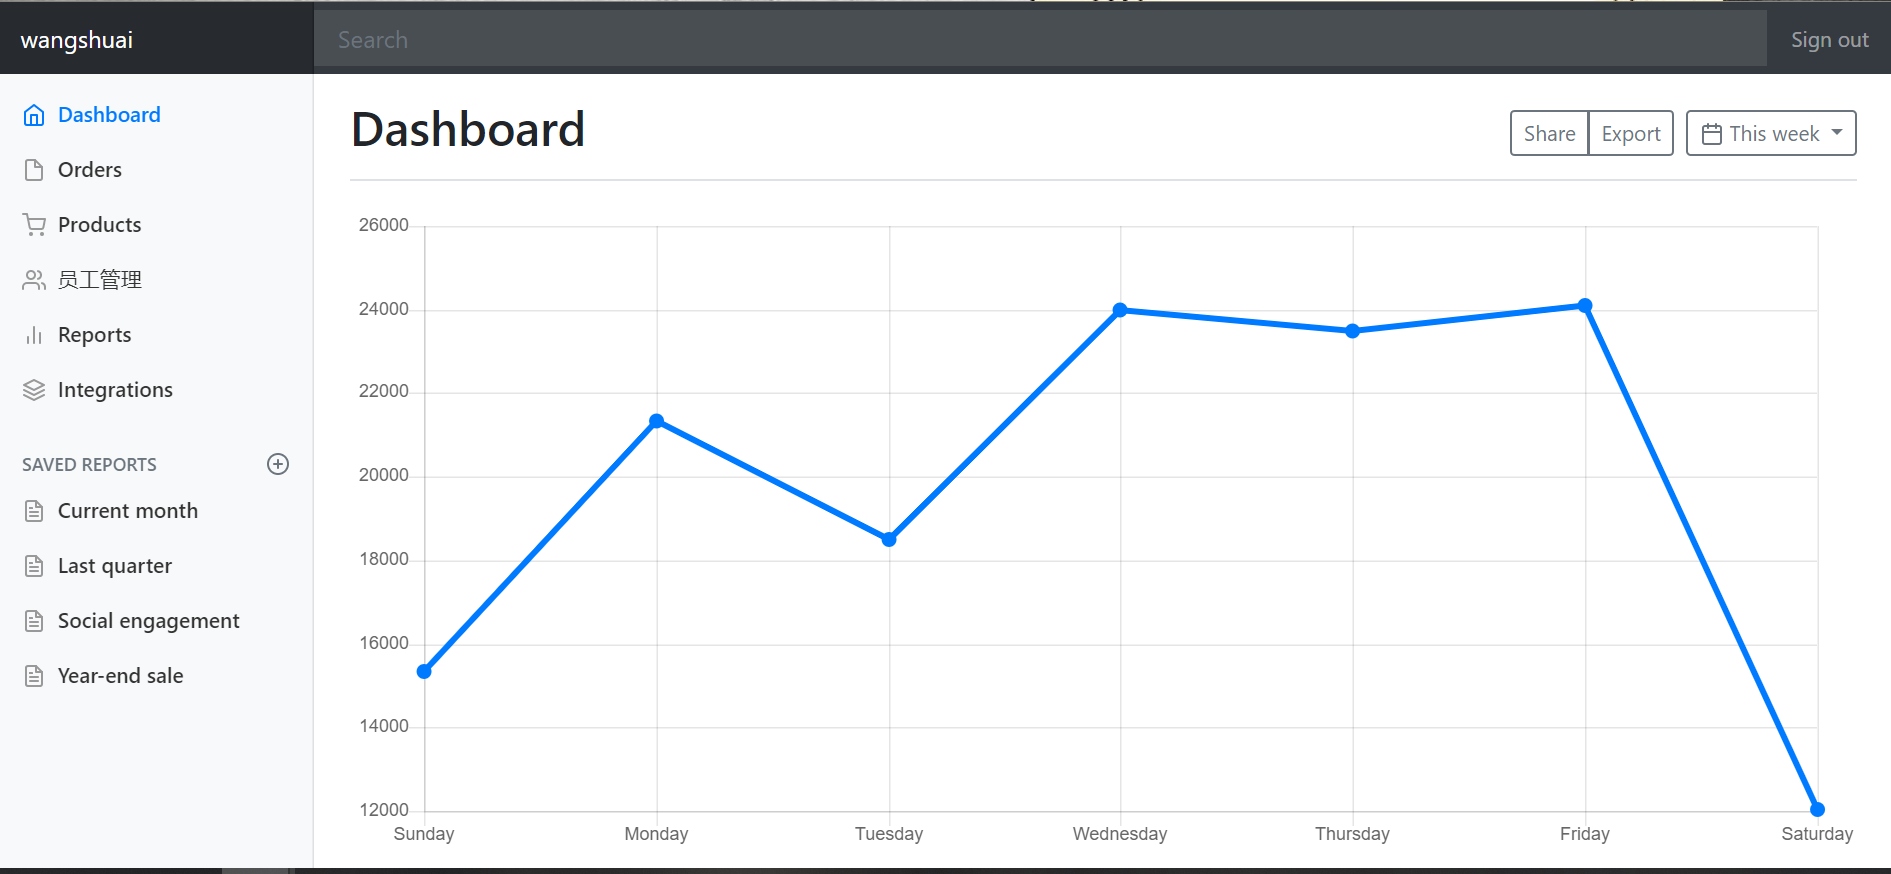 wangshuai
Search
Sign out
Dashboard
Orders
Products
员工管理
Reports
Integrations
SAVED REPORTS
Current month
Last quarter
Social engagement
Year-end sale
Dashboard
Share
Export
This week
26000
24000
22000
20000
18000
16000
14000
12000
Sunday Monday Tuesday Wednesday Thursday Friday Saturday